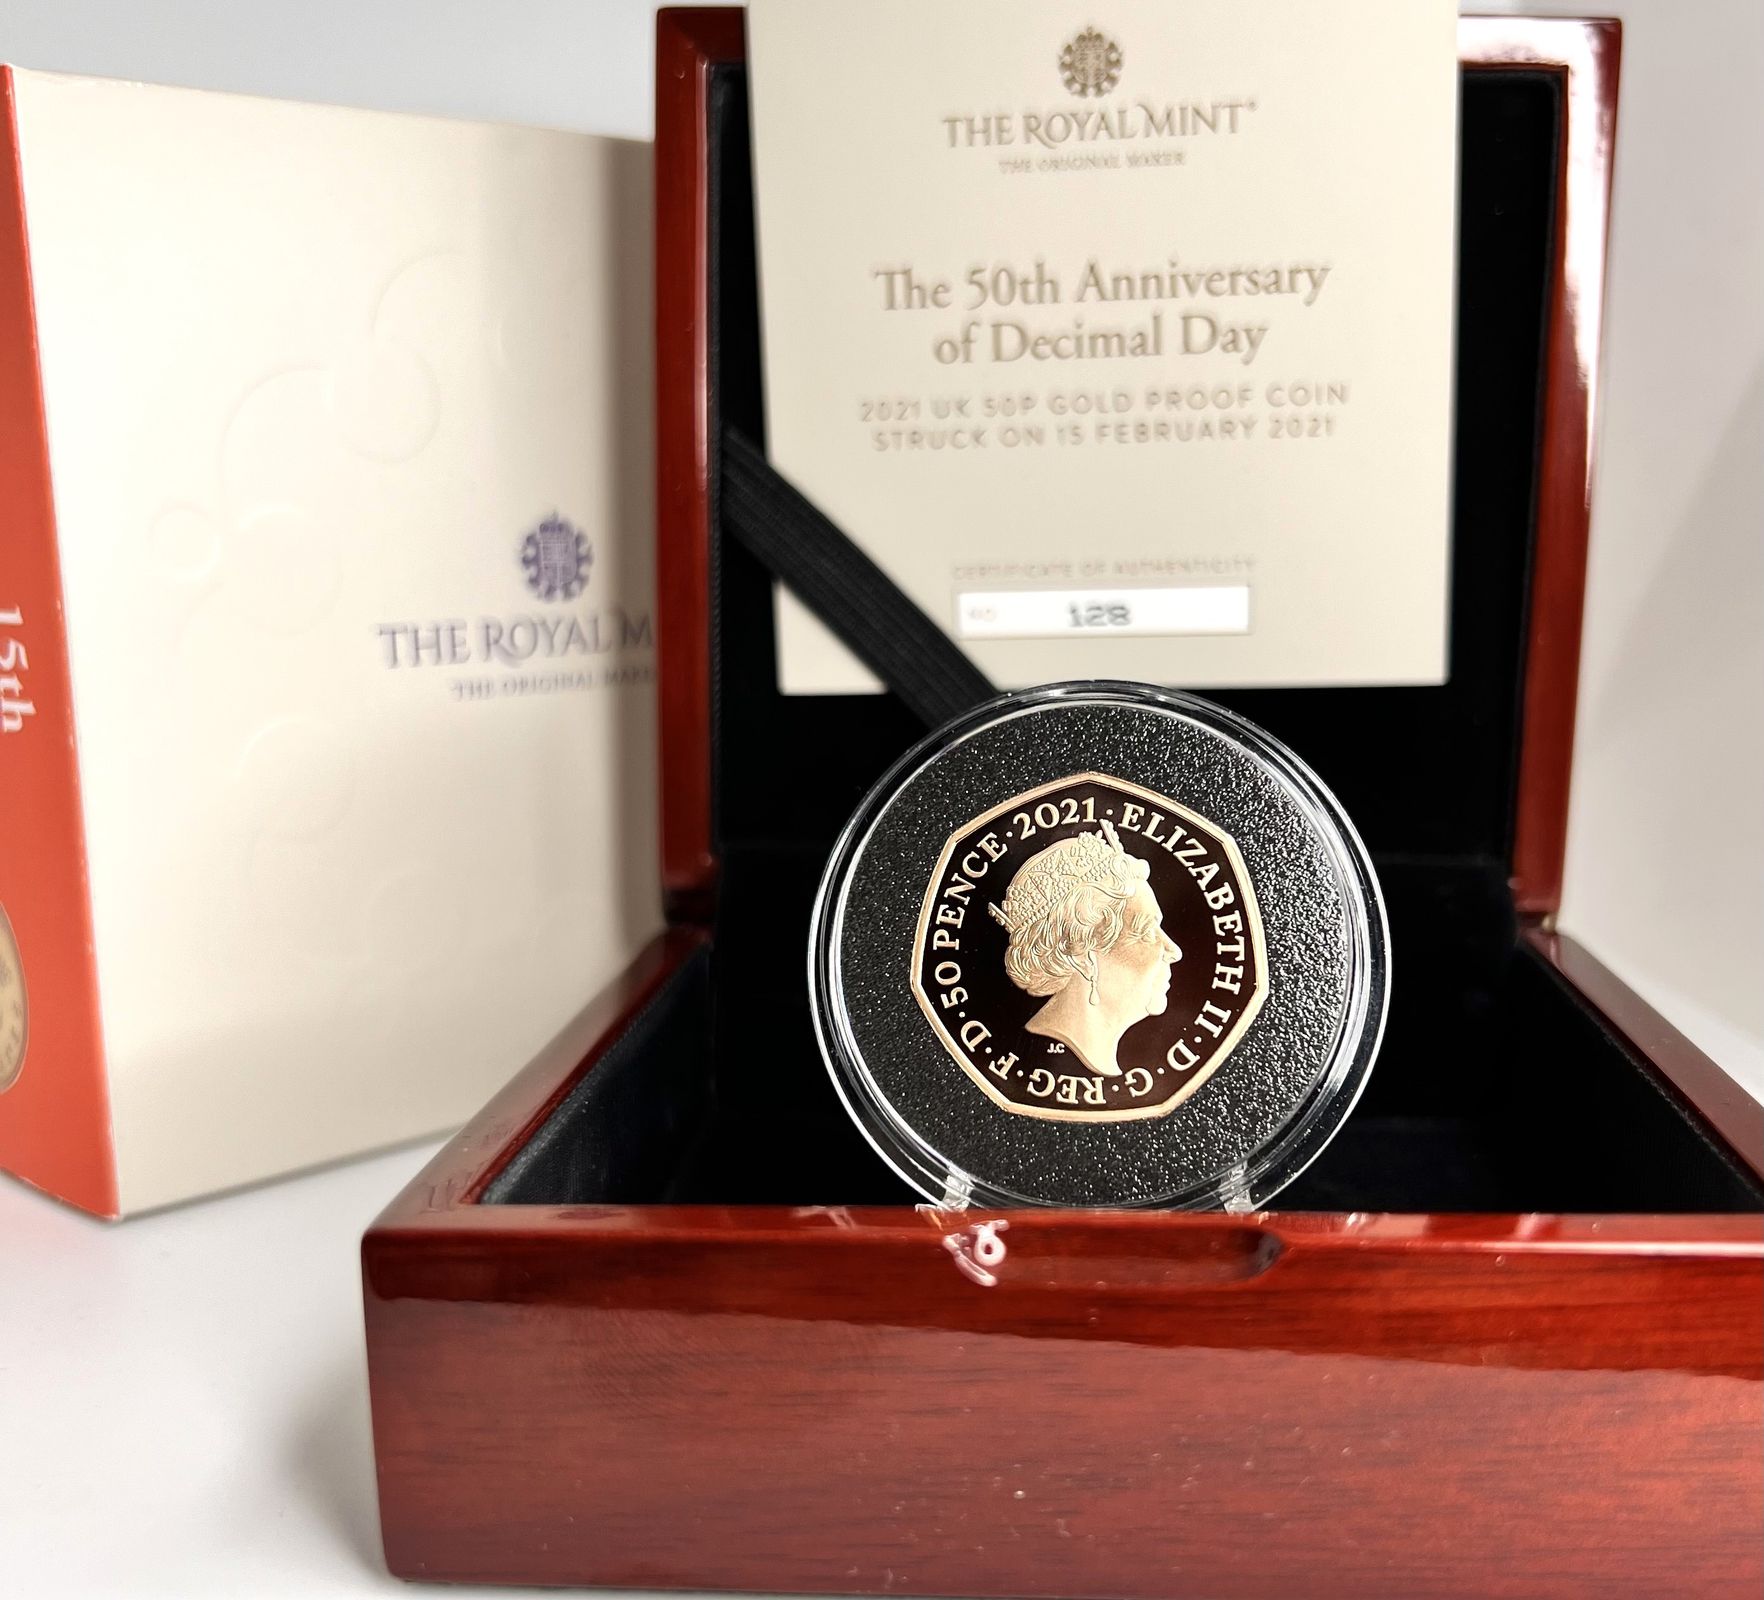 THE ROYAL MINT®
THE ORIGINAL MAKER
The 50th Anniversary
of Decimal Day
2021 UK 50P GOLD PROOF COIN
STRUCK ON 15 FEBRUARY 2021
CERTIFICATE OF AUTHENTICITY
128
15th
THE ROYAL M
THE ORIGINAL MAKE
ELIZABETH II · D · G · REG · F · D · 50 PENCE · 2021 ·
J.C